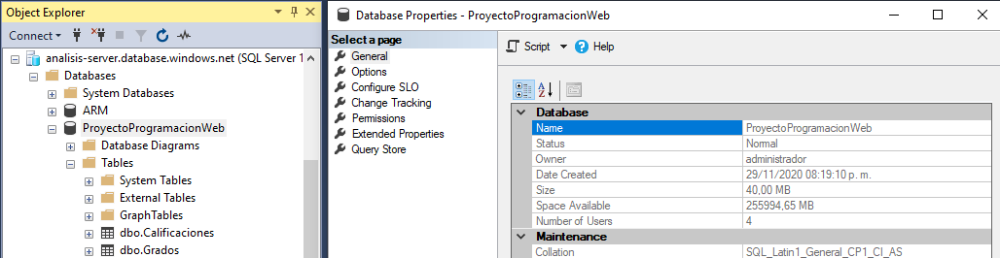 Object Explorer
Connect
analisis-server.database.windows.net (SQL Server 1
Databases
System Databases
ARM
ProyectoProgramacionWeb
Database Diagrams
Tables
System Tables
External Tables
GraphTables
dbo.Calificaciones
dbo.Grados
Database Properties - ProyectoProgramacionWeb
Select a page
General
Options
Configure SLO
Change Tracking
Permissions
Extended Properties
Query Store
Script
? Help
A
Z
Database
Name ProyectoProgramacionWeb
Status Normal
Owner administrador
Date Created 29/11/2020 08:19:10 p. m.
Size 40,00 MB
Space Available 255994,65 MB
Number of Users 4
Maintenance
Collation SQL_Latin1_General_CP1_CI_AS